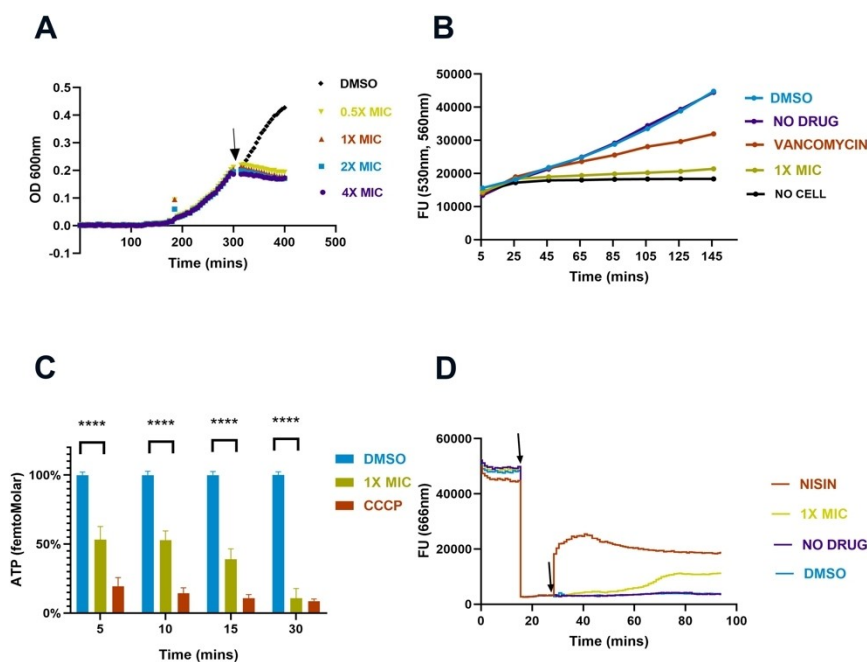 A
OD 600nm
0.5
0.4
0.3
0.2
0.1
0.0
-0.1
100
200
300
400
500
Time (mins)
DMSO
0.5X MIC
1X MIC
2X MIC
4X MIC
B
FU (530nm, 560nm)
50000
40000
30000
20000
10000
0
5 25 45 65 85 105 125 145
Time (mins)
DMSO
NO DRUG
VANCOMYCIN
1X MIC
NO CELL
C
ATP (femtoMolar)
**** **** **** ****
100%
50%
0%
5 10 15 30
Time (mins)
DMSO
1X MIC
CCCP
D
FU (666nm)
60000
40000
20000
0
0 20 40 60 80 100
Time (mins)
NISIN
1X MIC
NO DRUG
DMSO